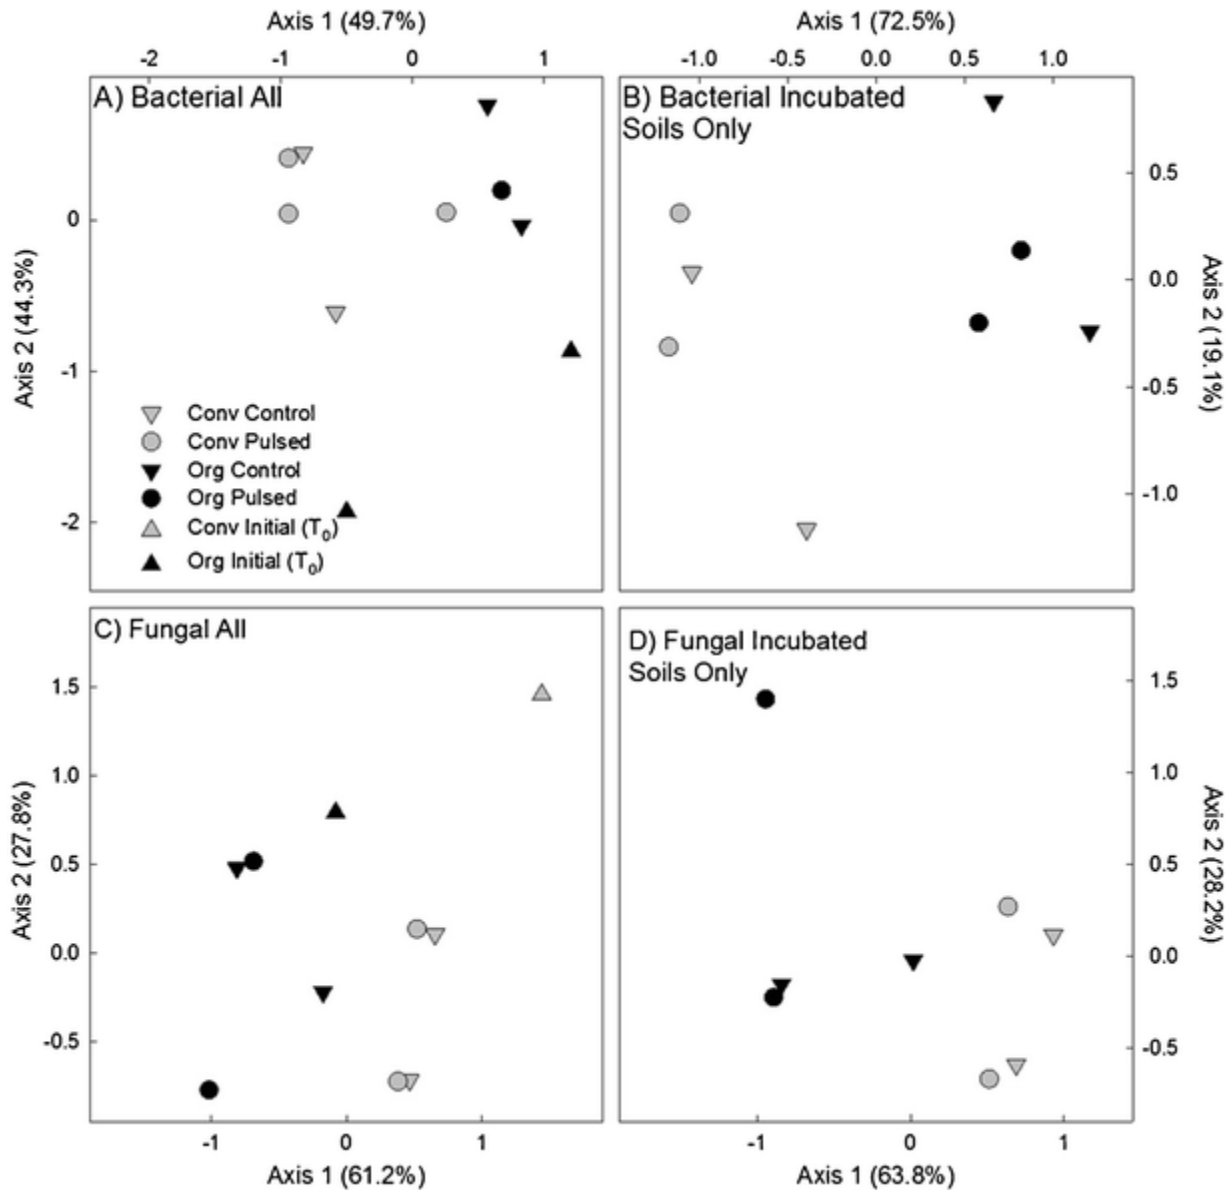 Axis 1 (49.7%)
Axis 1 (72.5%)
-2 -1 0 1
-1.0 -0.5 0.0 0.5 1.0
A) Bacterial All
B) Bacterial Incubated
Soils Only
Axis 2 (44.3%)
0
-1
-2
Conv Control
Conv Pulsed
Org Control
Org Pulsed
Conv Initial (T0)
Org Initial (T0)
0.5
0.0
-0.5
-1.0
Axis 2 (19.1%)
C) Fungal All
D) Fungal Incubated
Soils Only
Axis 2 (27.8%)
1.5
1.0
0.5
0.0
-0.5
1.5
1.0
0.5
0.0
-0.5
Axis 2 (28.2%)
-1 0 1
-1 0 1
Axis 1 (61.2%)
Axis 1 (63.8%)